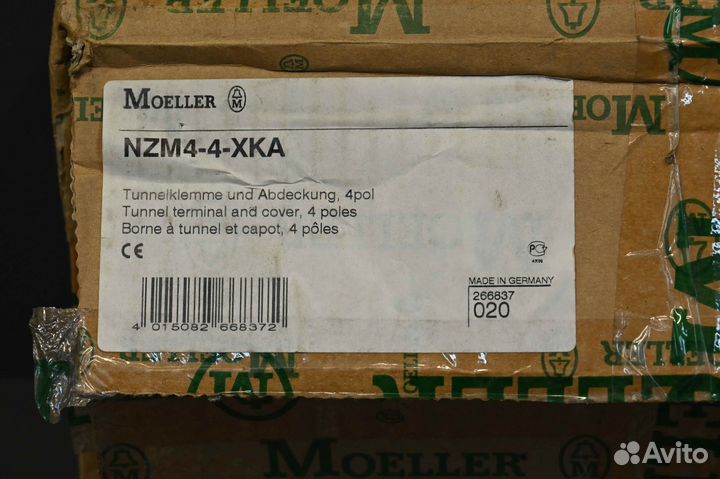 MOELLER
NZM4-4-XKA
Tunnelklemme und Abdeckung, 4pol
Tunnel terminal and cover, 4 poles
Borne à tunnel et capot, 4 pôles
CE
MADE IN GERMANY
266837
020
4 015082 668372
MOELLER
Avito